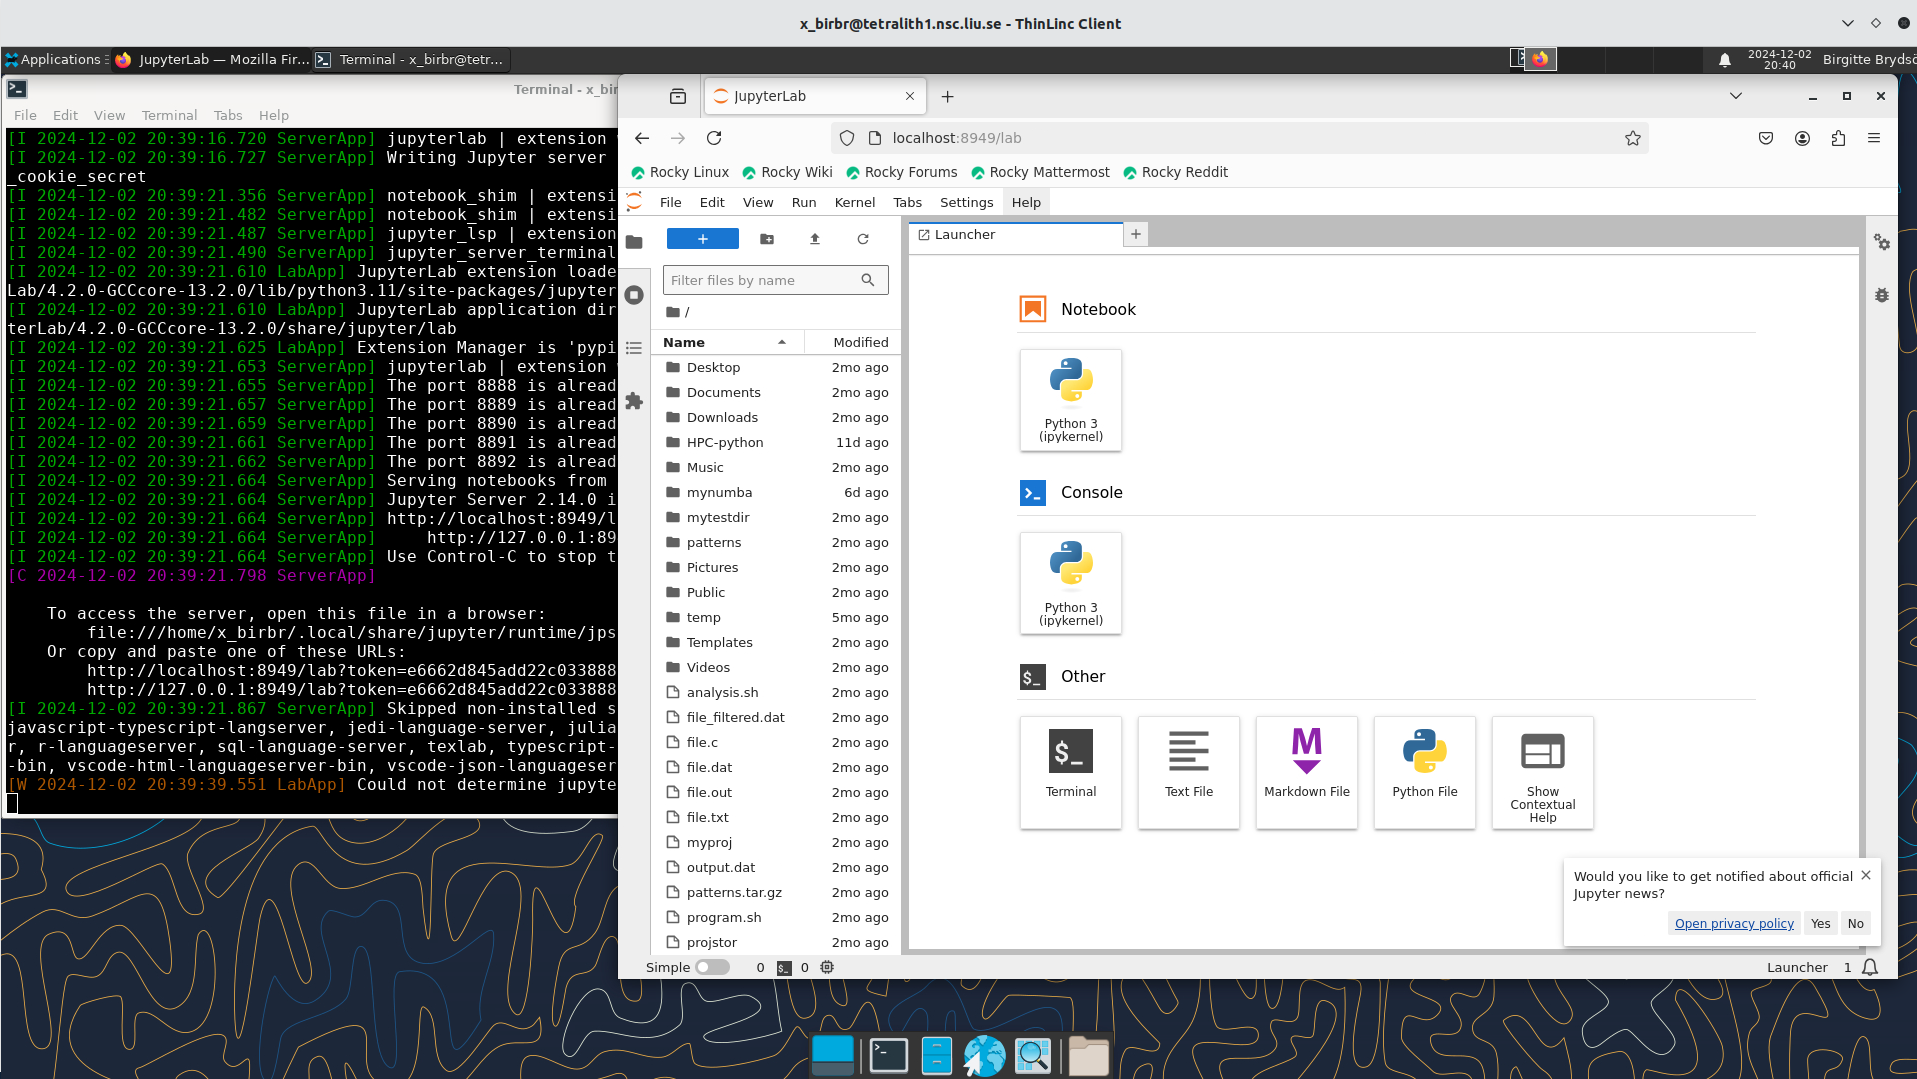 x_birbr@tetralith1.nsc.liu.se - ThinLinc Client
Applications
JupyterLab — Mozilla Fir...
Terminal - x_birbr@tetr...
2024-12-02
20:40
Birgitte Brydsö
Terminal - x_bir
File Edit View Terminal Tabs Help
[I 2024-12-02 20:39:16.720 ServerApp] jupyterlab | extension
[I 2024-12-02 20:39:16.727 ServerApp] Writing Jupyter server
_cookie_secret
[I 2024-12-02 20:39:21.356 ServerApp] notebook_shim | extensi
[I 2024-12-02 20:39:21.482 ServerApp] notebook_shim | extensi
[I 2024-12-02 20:39:21.487 ServerApp] jupyter_lsp | extension
[I 2024-12-02 20:39:21.490 ServerApp] jupyter_server_terminal
[I 2024-12-02 20:39:21.610 LabApp] JupyterLab extension loade
Lab/4.2.0-GCCcore-13.2.0/lib/python3.11/site-packages/jupyter
[I 2024-12-02 20:39:21.610 LabApp] JupyterLab application dir
terLab/4.2.0-GCCcore-13.2.0/share/jupyter/lab
[I 2024-12-02 20:39:21.625 LabApp] Extension Manager is 'pypi
[I 2024-12-02 20:39:21.653 ServerApp] jupyterlab | extension
[I 2024-12-02 20:39:21.655 ServerApp] The port 8888 is alread
[I 2024-12-02 20:39:21.657 ServerApp] The port 8889 is alread
[I 2024-12-02 20:39:21.659 ServerApp] The port 8890 is alread
[I 2024-12-02 20:39:21.661 ServerApp] The port 8891 is alread
[I 2024-12-02 20:39:21.662 ServerApp] The port 8892 is alread
[I 2024-12-02 20:39:21.664 ServerApp] Serving notebooks from
[I 2024-12-02 20:39:21.664 ServerApp] Jupyter Server 2.14.0 i
[I 2024-12-02 20:39:21.664 ServerApp] http://localhost:8949/l
[I 2024-12-02 20:39:21.664 ServerApp]     http://127.0.0.1:89
[I 2024-12-02 20:39:21.664 ServerApp] Use Control-C to stop t
[C 2024-12-02 20:39:21.798 ServerApp]
To access the server, open this file in a browser:
file:///home/x_birbr/.local/share/jupyter/runtime/jps
Or copy and paste one of these URLs:
http://localhost:8949/lab?token=e6662d845add22c033888
http://127.0.0.1:8949/lab?token=e6662d845add22c033888
[I 2024-12-02 20:39:21.867 ServerApp] Skipped non-installed s
javascript-typescript-langserver, jedi-language-server, julia
r, r-languageserver, sql-language-server, texlab, typescript-
-bin, vscode-html-languageserver-bin, vscode-json-languageser
[W 2024-12-02 20:39:39.551 LabApp] Could not determine jupyte
JupyterLab
localhost:8949/lab
Rocky Linux Rocky Wiki Rocky Forums Rocky Mattermost Rocky Reddit
File Edit View Run Kernel Tabs Settings Help
+
Filter files by name
/
Name Modified
Desktop 2mo ago
Documents 2mo ago
Downloads 2mo ago
HPC-python 11d ago
Music 2mo ago
mynumba 6d ago
mytestdir 2mo ago
patterns 2mo ago
Pictures 2mo ago
Public 2mo ago
temp 5mo ago
Templates 2mo ago
Videos 2mo ago
analysis.sh 2mo ago
file_filtered.dat 2mo ago
file.c 2mo ago
file.dat 2mo ago
file.out 2mo ago
file.txt 2mo ago
myproj 2mo ago
output.dat 2mo ago
patterns.tar.gz 2mo ago
program.sh 2mo ago
projstor 2mo ago
Launcher
Notebook
Python 3
(ipykernel)
Console
Python 3
(ipykernel)
$_ Other
$_
Terminal
Text File
M
Markdown File
Python File
Show
Contextual
Help
Would you like to get notified about official
Jupyter news?
Open privacy policy Yes No
Simple 0 $_ 0
Launcher 1